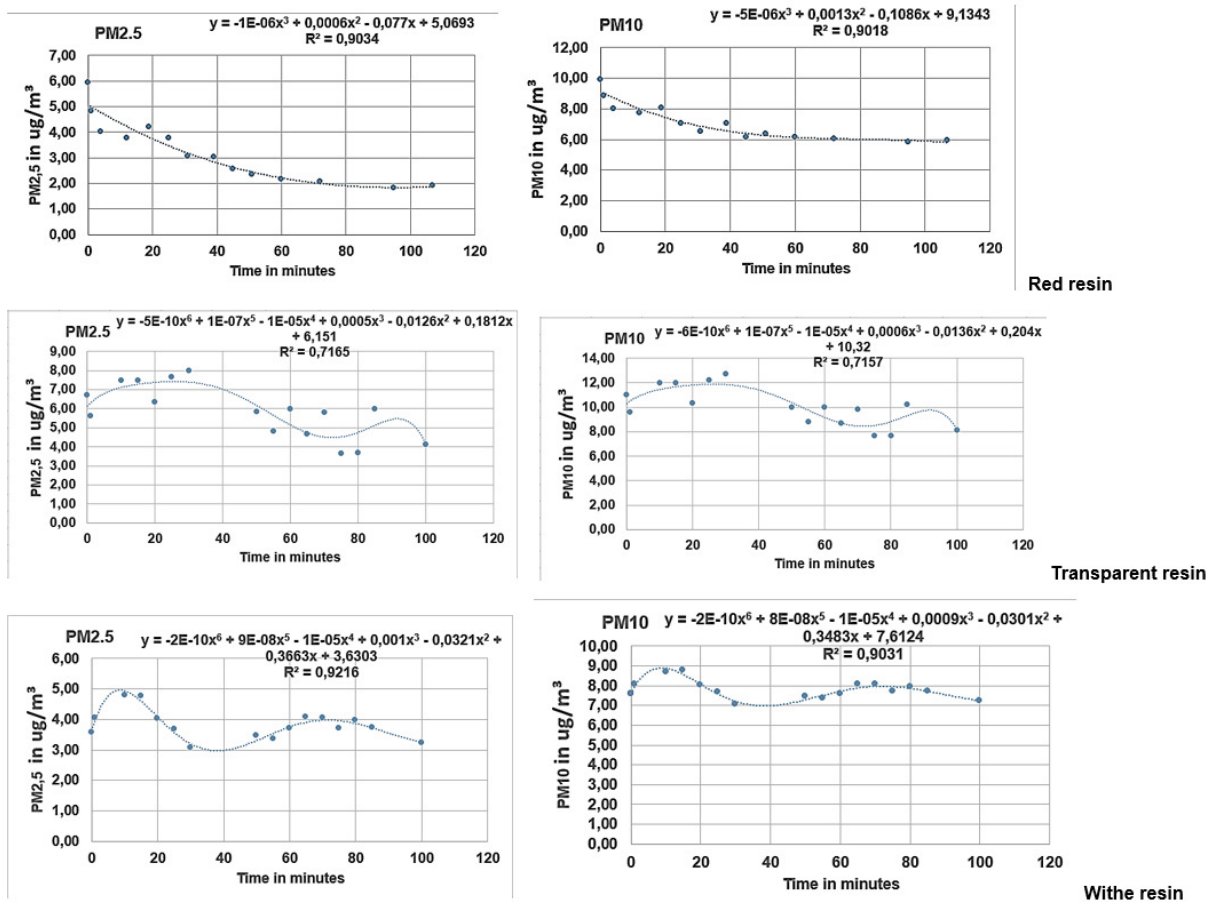 PM2.5
y = -1E-06x³ + 0,0006x² - 0,077x + 5,0693
R² = 0,9034
7,00
6,00
5,00
4,00
3,00
2,00
1,00
0,00
PM2,5 in ug/m³
0 20 40 60 80 100 120
Time in minutes
PM10
y = -5E-06x³ + 0,0013x² - 0,1086x + 9,1343
R² = 0,9018
12,00
10,00
8,00
6,00
4,00
2,00
0,00
PM10 in ug/m³
0 20 40 60 80 100 120
Time in minutes
Red resin
PM2.5
y = -5E-10x⁶ + 1E-07x⁵ - 1E-05x⁴ + 0,0005x³ - 0,0126x² + 0,1812x
+ 6,151
R² = 0,7165
9,00
8,00
7,00
6,00
5,00
4,00
3,00
2,00
1,00
0,00
PM2,5 in ug/m³
0 20 40 60 80 100 120
Time in minutes
PM10
y = -6E-10x⁶ + 1E-07x⁵ - 1E-05x⁴ + 0,0006x³ - 0,0136x² + 0,204x
+ 10,32
R² = 0,7157
14,00
12,00
10,00
8,00
6,00
4,00
2,00
0,00
PM10 in ug/m³
0 20 40 60 80 100 120
Time in minutes
Transparent resin
PM2.5
y = -2E-10x⁶ + 9E-08x⁵ - 1E-05x⁴ + 0,001x³ - 0,0321x² +
0,3663x + 3,6303
R² = 0,9216
6,00
5,00
4,00
3,00
2,00
1,00
0,00
PM2,5 in ug/m³
0 20 40 60 80 100 120
Time in minutes
PM10
y = -2E-10x⁶ + 8E-08x⁵ - 1E-05x⁴ + 0,0009x³ - 0,0301x² +
0,3483x + 7,6124
R² = 0,9031
10,00
9,00
8,00
7,00
6,00
5,00
4,00
3,00
2,00
1,00
0,00
PM10 in ug/m³
0 20 40 60 80 100 120
Time in minutes
Withe resin